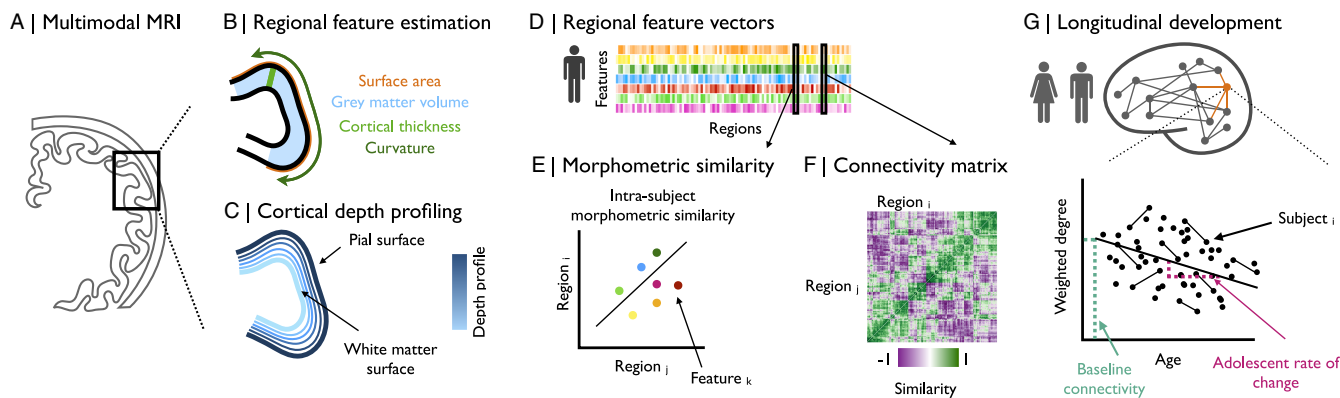 A | Multimodal MRI
B | Regional feature estimation
Surface area
Grey matter volume
Cortical thickness
Curvature
C | Cortical depth profiling
Pial surface
Depth profile
White matter
surface
D | Regional feature vectors
Features
Regions
E | Morphometric similarity
Intra-subject
morphometric similarity
Region i
Region j
Feature k
F | Connectivity matrix
Region i
Region j
-1
1
Similarity
G | Longitudinal development
Subject i
Weighted degree
Age
Baseline
connectivity
Adolescent rate of
change